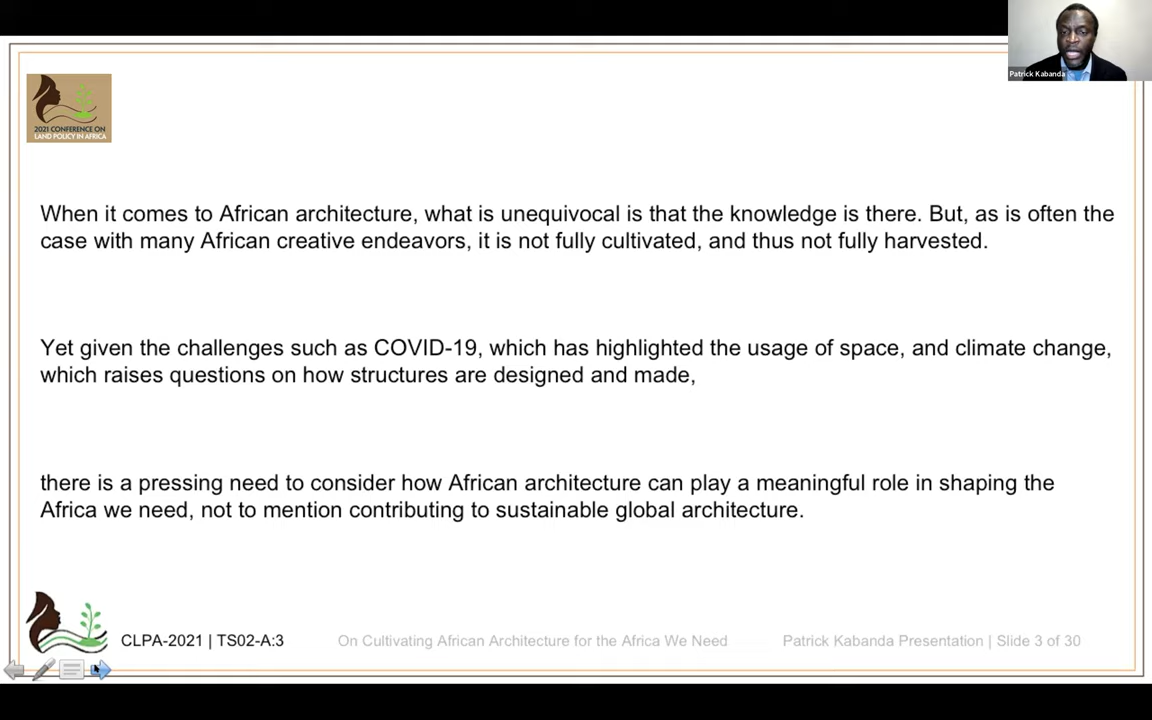 Patrick Kabanda
2021 CONFERENCE ON
LAND POLICY IN AFRICA
When it comes to African architecture, what is unequivocal is that the knowledge is there. But, as is often the
case with many African creative endeavors, it is not fully cultivated, and thus not fully harvested.
Yet given the challenges such as COVID-19, which has highlighted the usage of space, and climate change,
which raises questions on how structures are designed and made,
there is a pressing need to consider how African architecture can play a meaningful role in shaping the
Africa we need, not to mention contributing to sustainable global architecture.
CLPA-2021 | TS02-A:3 On Cultivating African Architecture for the Africa We Need Patrick Kabanda Presentation | Slide 3 of 30